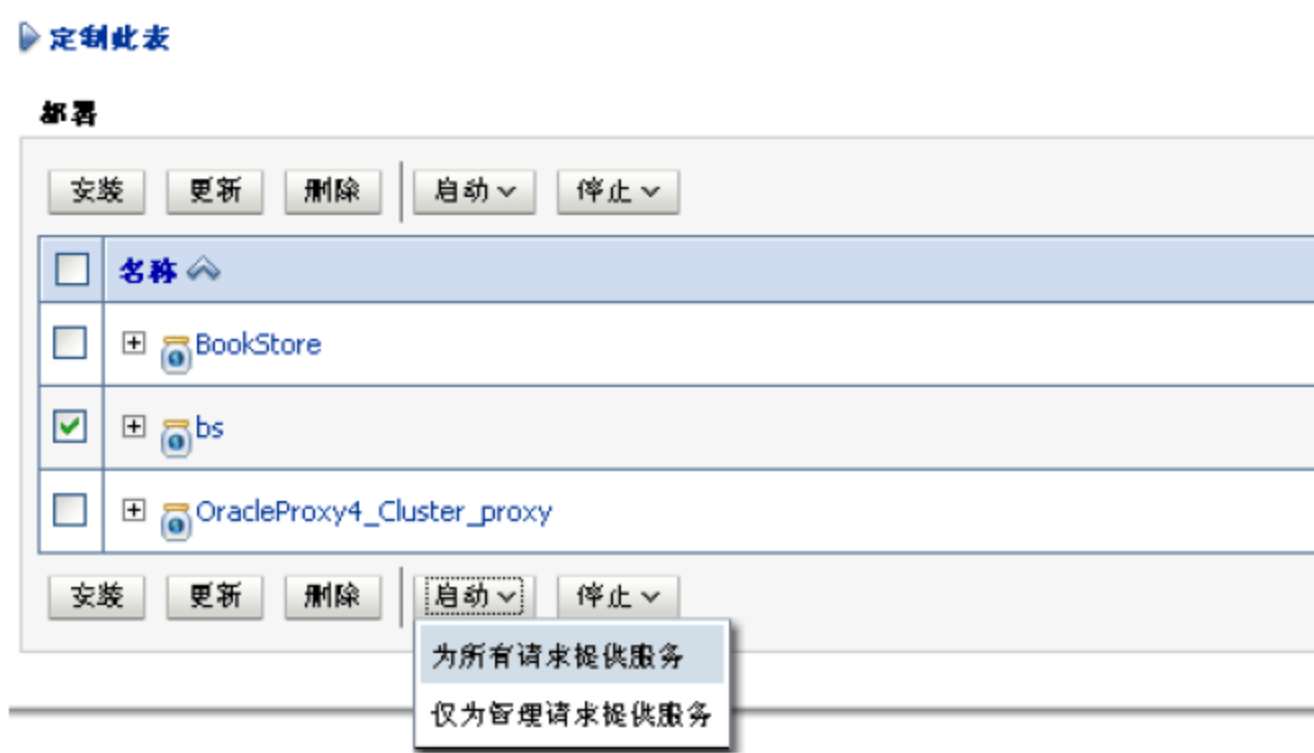 定制此表
部署
安装 更新 删除 启动 停止
名称
BookStore
bs
OracleProxy4_Cluster_proxy
安装 更新 删除 启动 停止
为所有请求提供服务
仅为管理请求提供服务